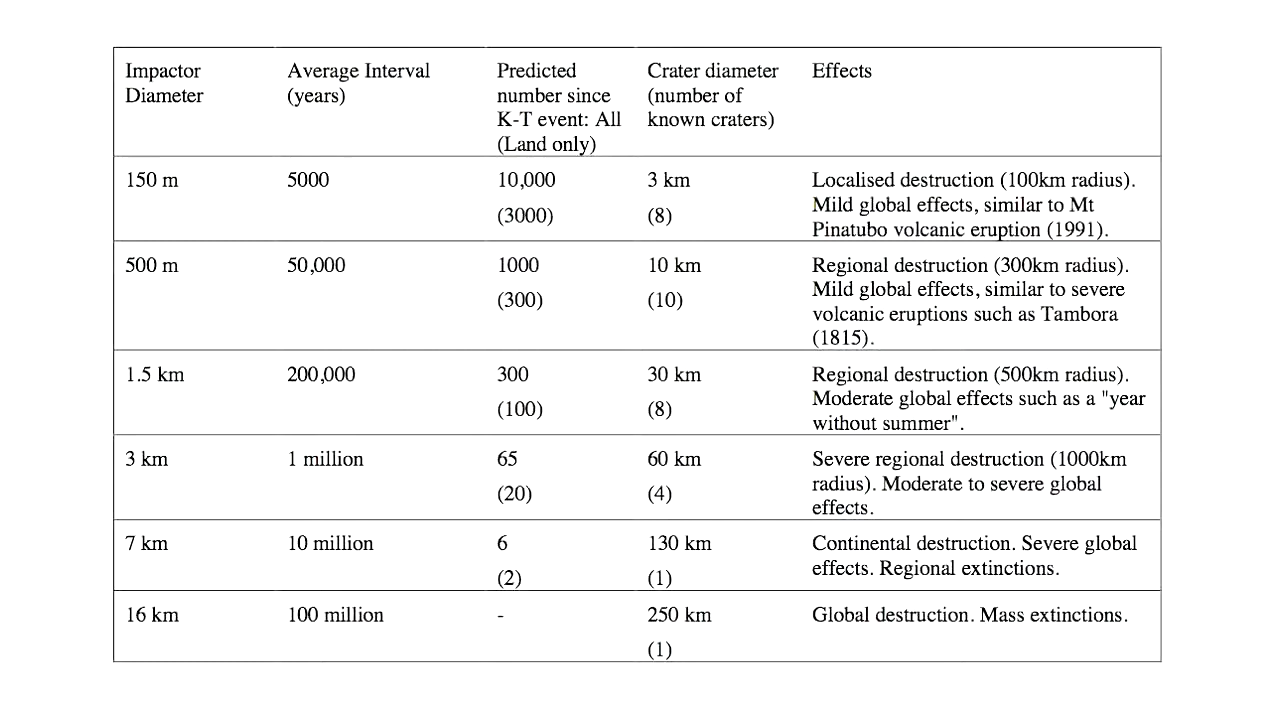 Impactor Diameter | Average Interval (years) | Predicted number since K-T event: All (Land only) | Crater diameter (number of known craters) | Effects
150 m | 5000 | 10,000 (3000) | 3 km (8) | Localised destruction (100km radius). Mild global effects, similar to Mt Pinatubo volcanic eruption (1991).
500 m | 50,000 | 1000 (300) | 10 km (10) | Regional destruction (300km radius). Mild global effects, similar to severe volcanic eruptions such as Tambora (1815).
1.5 km | 200,000 | 300 (100) | 30 km (8) | Regional destruction (500km radius). Moderate global effects such as a "year without summer".
3 km | 1 million | 65 (20) | 60 km (4) | Severe regional destruction (1000km radius). Moderate to severe global effects.
7 km | 10 million | 6 (2) | 130 km (1) | Continental destruction. Severe global effects. Regional extinctions.
16 km | 100 million | - | 250 km (1) | Global destruction. Mass extinctions.